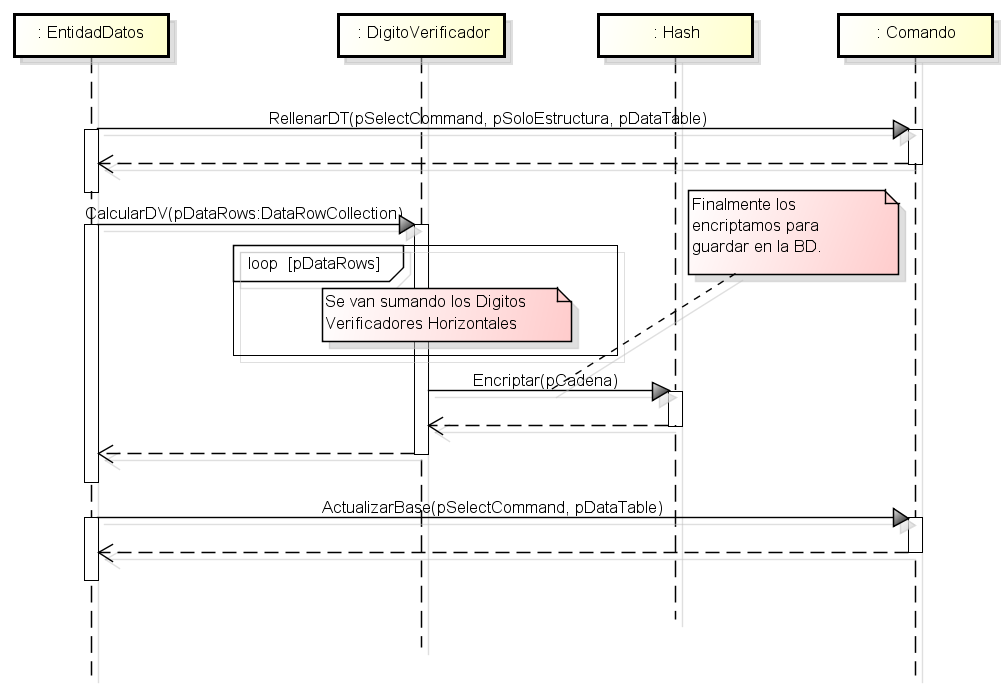 : EntidadDatos
: DigitoVerificador
: Hash
: Comando
RellenarDT(pSelectCommand, pSoloEstructura, pDataTable)
Finalmente los
encriptamos para
guardar en la BD.
CalcularDV(pDataRows:DataRowCollection)
loop [pDataRows]
Se van sumando los Digitos
Verificadores Horizontales
Encriptar(pCadena)
ActualizarBase(pSelectCommand, pDataTable)